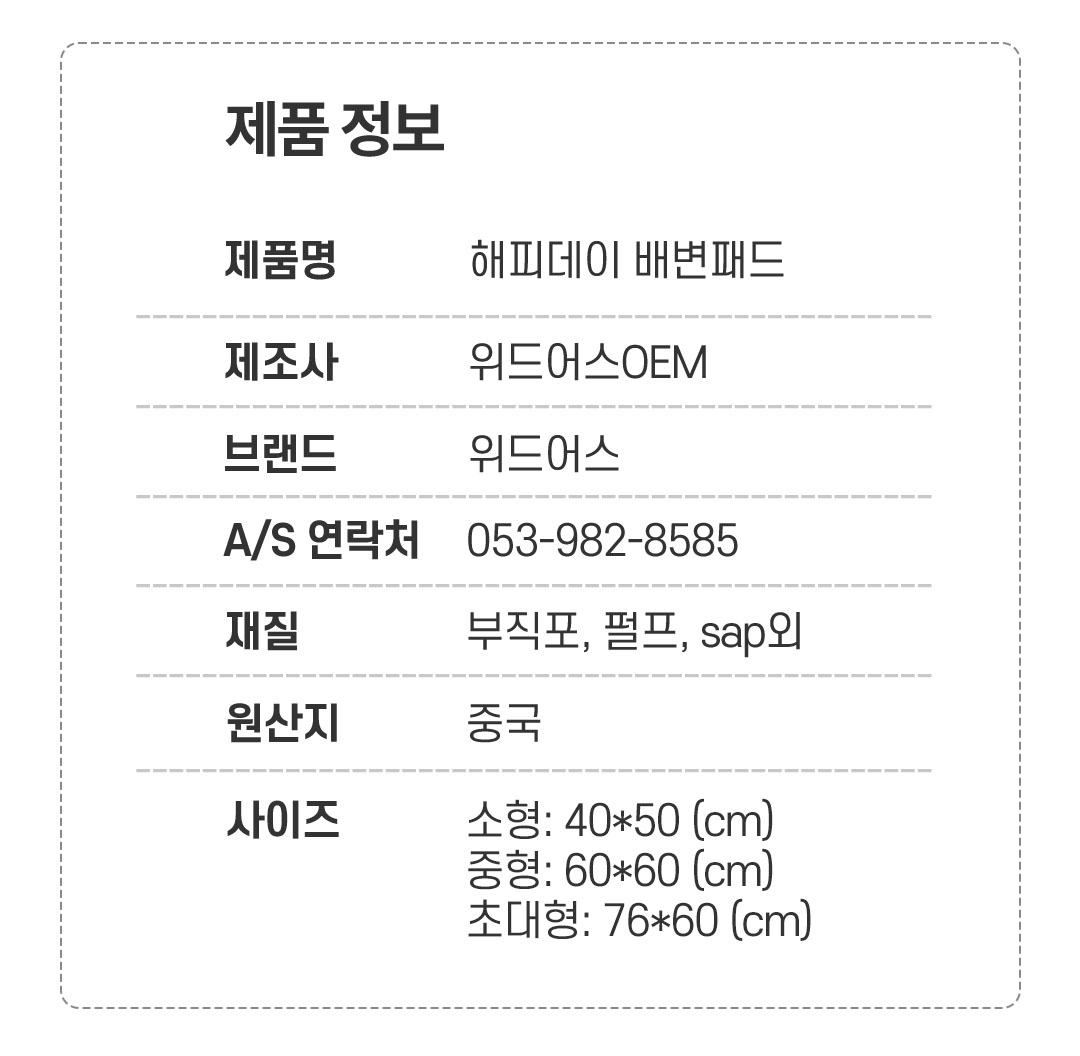 제품 정보
제품명 해피데이 배변패드
제조사 위드어스OEM
브랜드 위드어스
A/S 연락처 053-982-8585
재질 부직포, 펄프, sap외
원산지 중국
사이즈 소형: 40*50 (cm)
중형: 60*60 (cm)
초대형: 76*60 (cm)